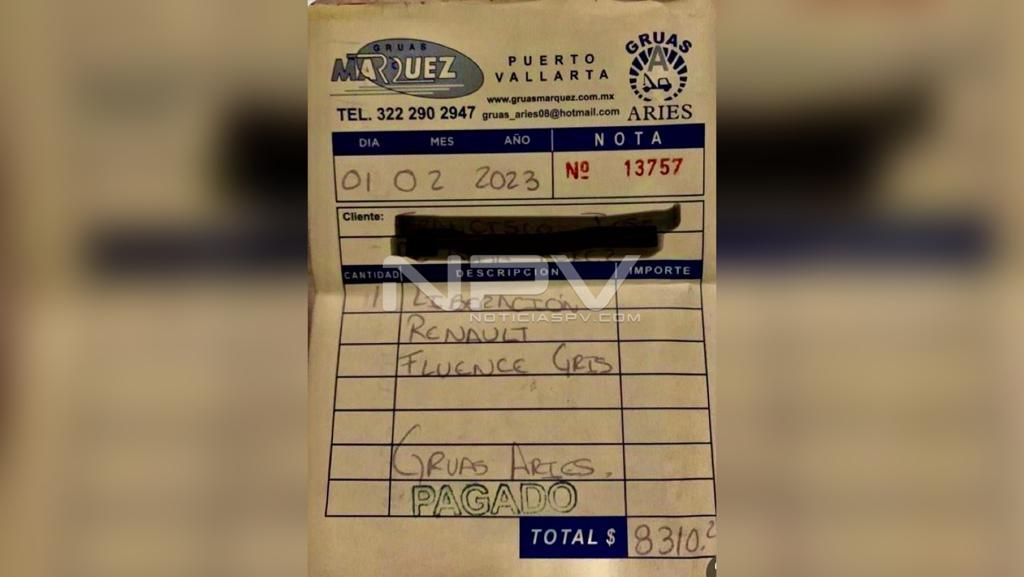 GRUAS
MARQUEZ
PUERTO
VALLARTA
www.gruasmarquez.com.mx
GRUAS
A
ARIES
TEL. 322 290 2947 gruas_aries08@hotmail.com
DIA MES AÑO NOTA
01 02 2023 Nº 13757
Cliente:
CANTIDAD DESCRIPCION IMPORTE
NPV
NOTICIASPV.COM
1 LIBERACIÓN
RENAULT
FLUENCE GRIS
GRUAS ARIES.
PAGADO
TOTAL $ 8310.